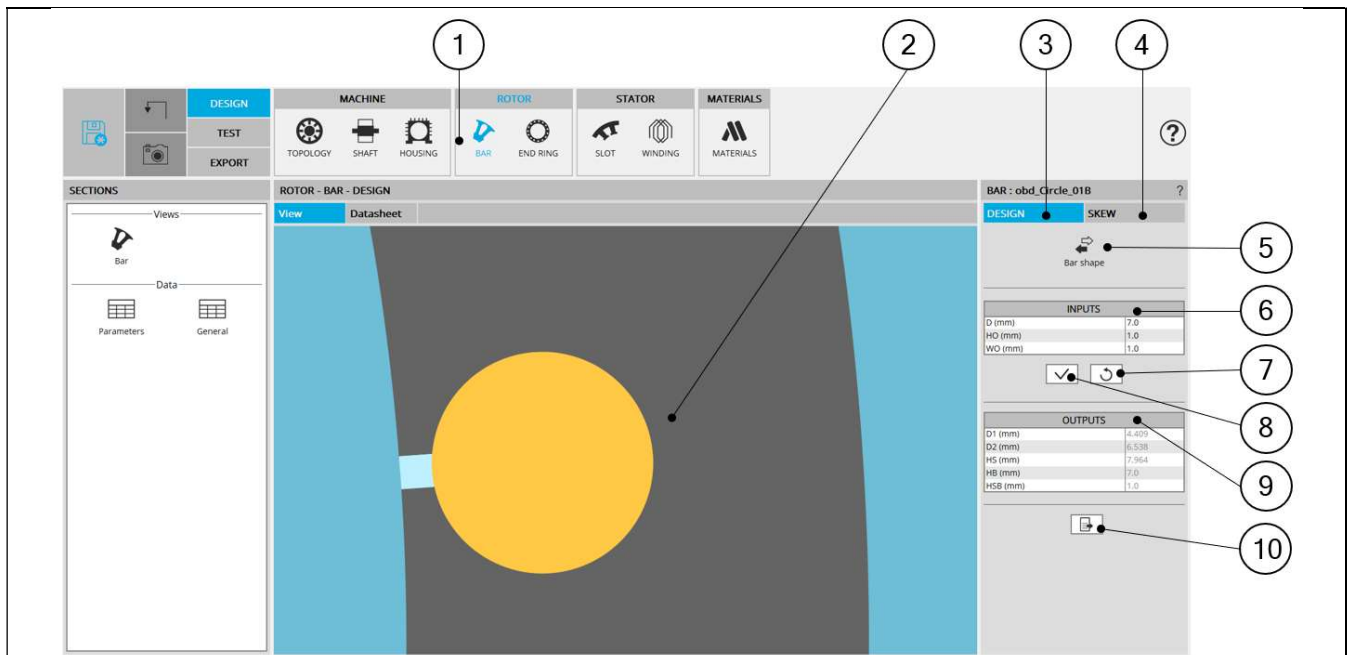 1 2 3 4
DESIGN
TEST
EXPORT
MACHINE
TOPOLOGY SHAFT HOUSING
ROTOR
BAR END RING
STATOR
SLOT WINDING
MATERIALS
MATERIALS
?
SECTIONS
Views
Bar
Data
Parameters General
ROTOR - BAR - DESIGN
View Datasheet
BAR : obd_Circle_01B ?
DESIGN SKEW
Bar shape
5
INPUTS
6
D (mm) 7.0
HO (mm) 1.0
WO (mm) 1.0
7
8
OUTPUTS
D1 (mm) 4.409
D2 (mm) 6.538
HS (mm) 7.964
HB (mm) 7.0
HSB (mm) 1.0
9
10